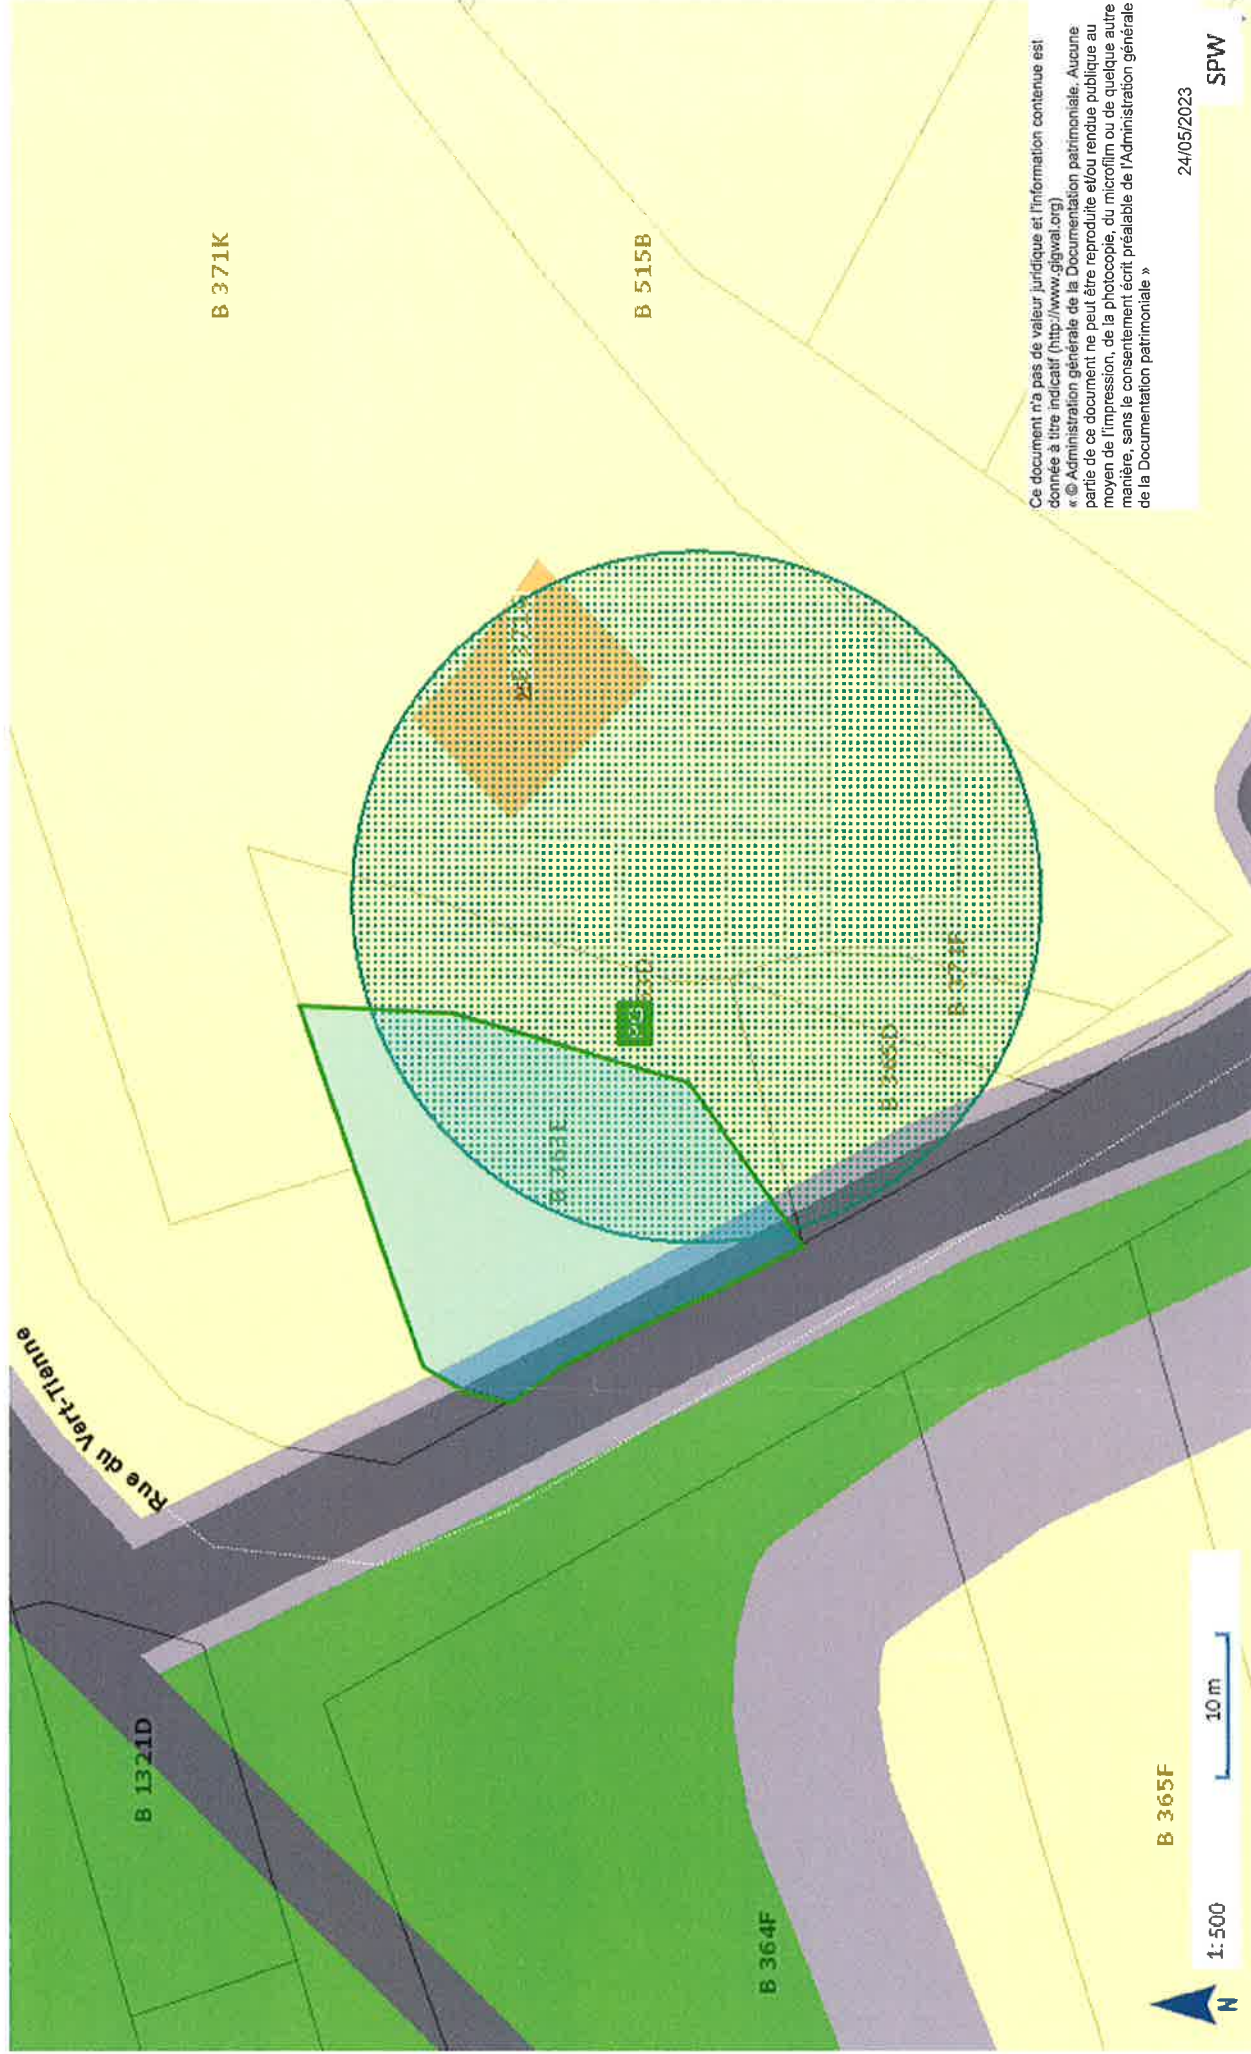 B 371K
B 515B
Rue du Vert-Tienne
B 363E
B 365D
B 371F
B 1321D
B 364F
B 365F
1:500
10 m
N
Ce document n'a pas de valeur juridique et l'information contenue est
donnée à titre indicatif (http://www.gigwal.org)
« © Administration générale de la Documentation patrimoniale. Aucune
partie de ce document ne peut être reproduite et/ou rendue publique au
moyen de l'impression, de la photocopie, du microfilm ou de quelque autre
manière, sans le consentement écrit préalable de l'Administration générale
de la Documentation patrimoniale »
24/05/2023
SPW